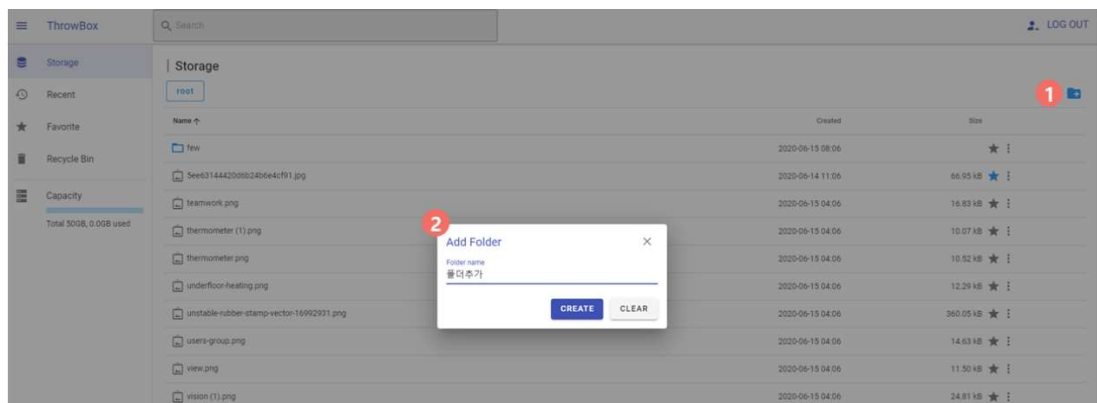 ThrowBox
Search
LOG OUT
Storage
Recent
Favorite
Recycle Bin
Capacity
Total 50GB, 0.0GB used
Storage
root
1
Name Created Size
few 2020-06-15 08:06
5ee63144420d6b24b6e4cf91.jpg 2020-06-14 11:06 66.95 kB
teamwork.png 2020-06-15 04:06 16.83 kB
thermometer (1).png 2020-06-15 04:06 10.07 kB
thermometer.png 2020-06-15 04:06 10.52 kB
underfloor-heating.png 2020-06-15 04:06 12.29 kB
unstable-rubber-stamp-vector-16992931.png 2020-06-15 04:06 360.05 kB
users-group.png 2020-06-15 04:06 14.63 kB
view.png 2020-06-15 04:06 11.50 kB
vision (1).png 2020-06-15 04:06 24.81 kB
2
Add Folder
Folder name
폴더추가
CREATE CLEAR